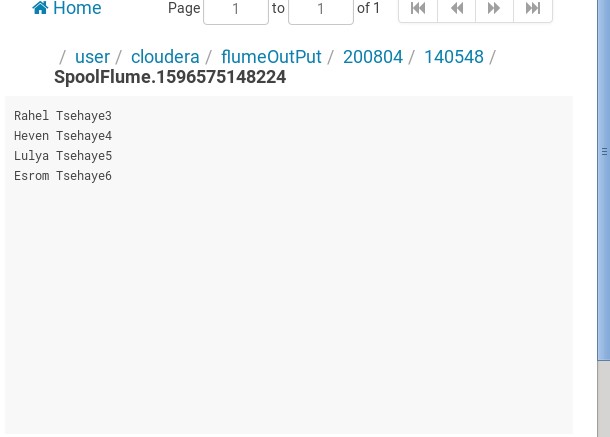 Home Page 1 to 1 of 1
/ user / cloudera / flumeOutPut / 200804 / 140548 /
SpoolFlume.1596575148224
Rahel Tsehaye3
Heven Tsehaye4
Lulya Tsehaye5
Esrom Tsehaye6